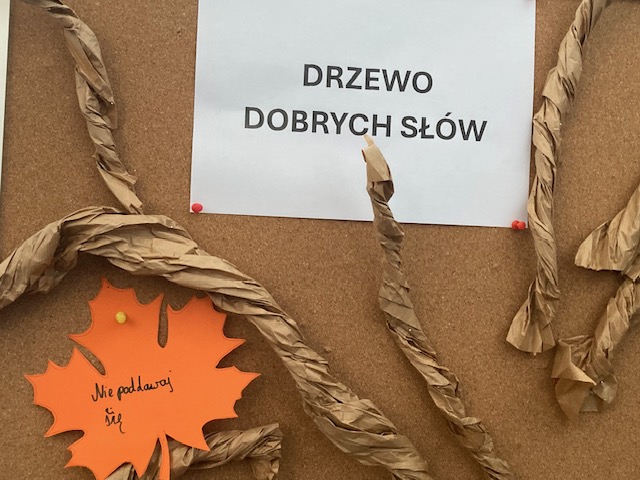 DRZEWO
DOBRYCH SŁÓW
Nie poddawaj
się